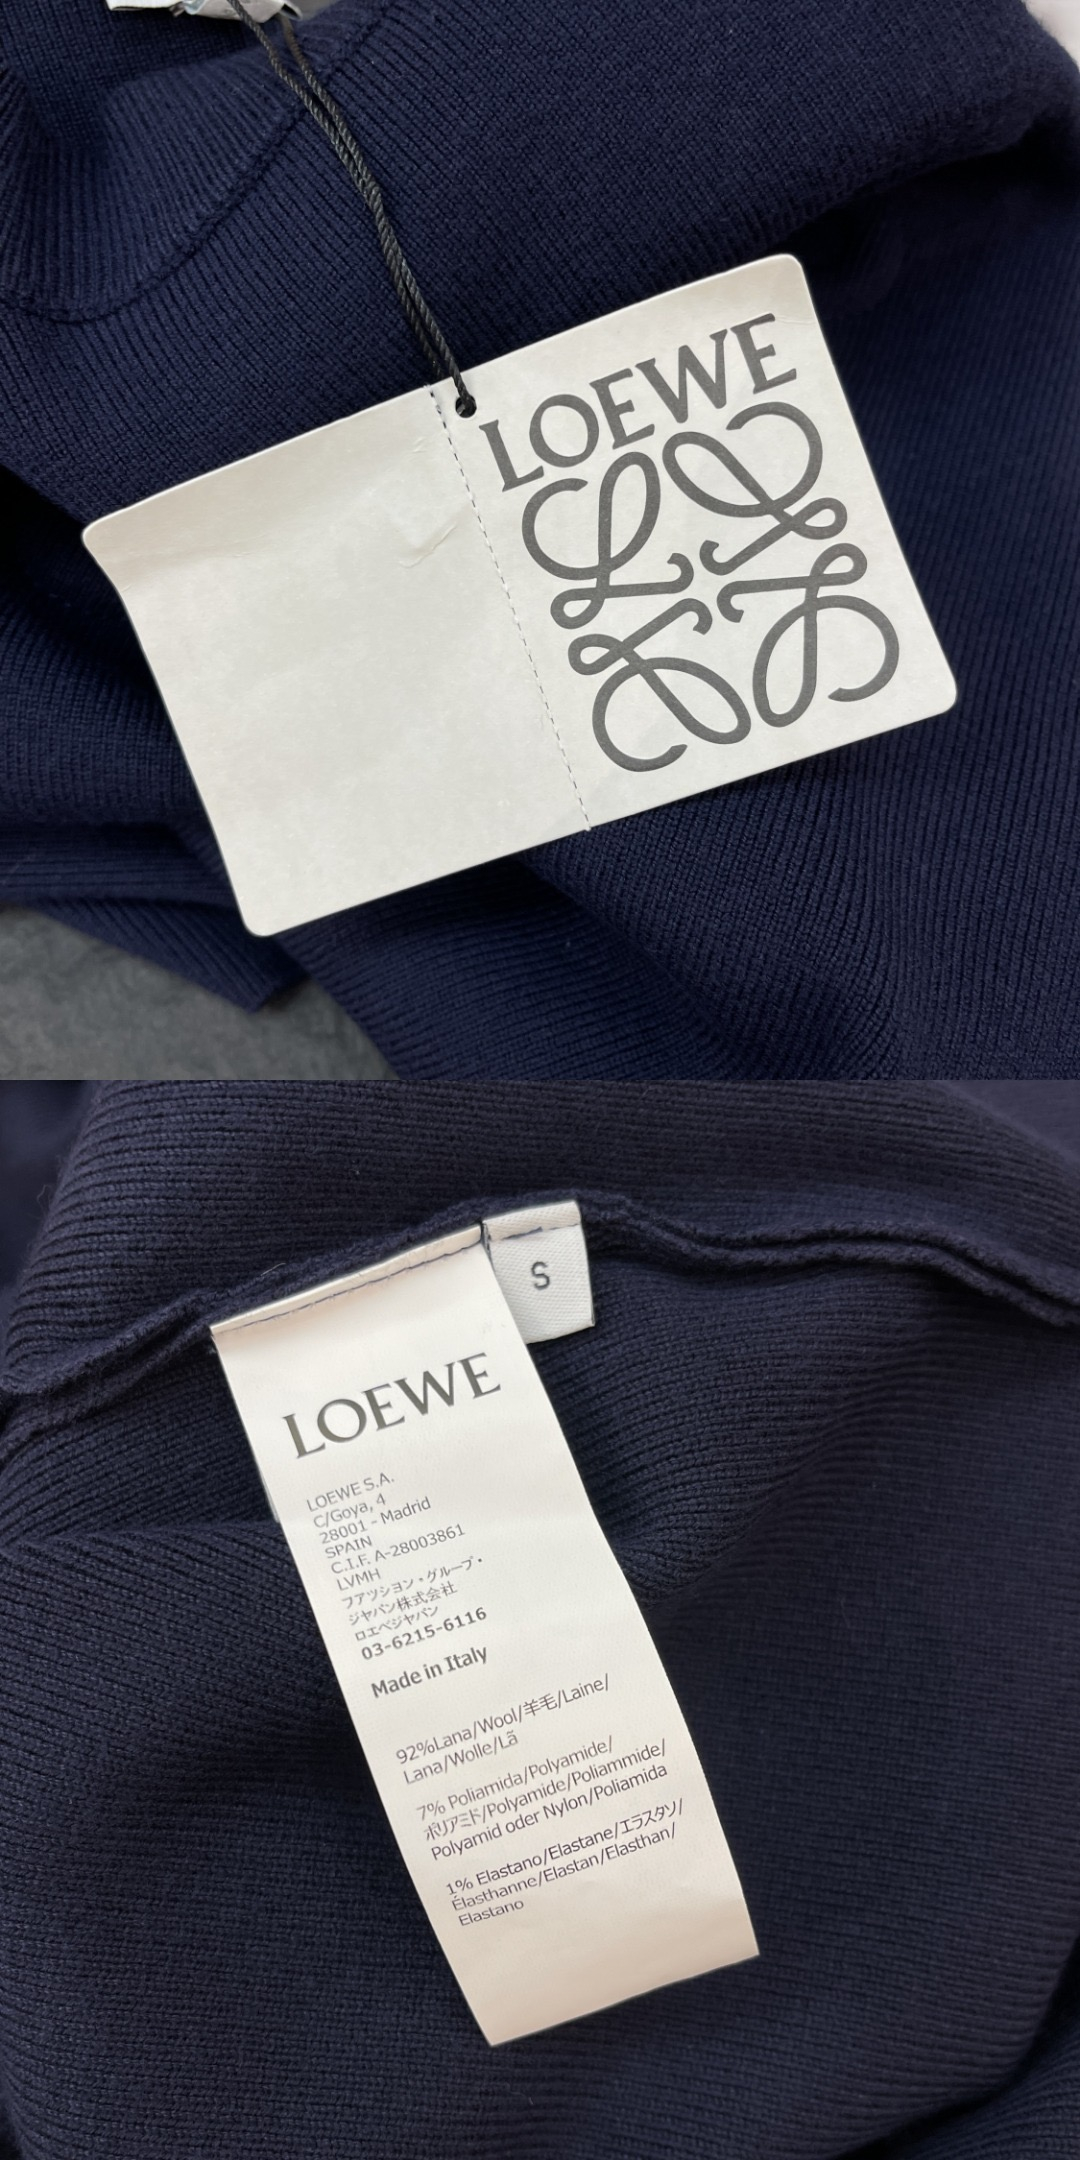 LOEWE
S
LOEWE
LOEWE S.A.
C/Goya, 4
28001 - Madrid
SPAIN
C.I.F. A-28003861
LVMH
ファッション・グループ・
ジャパン株式会社
ロエベジャパン
03-6215-6116
Made in Italy
92%Lana/Wool/羊毛/Laine/
Lana/Wolle/Lã
7% Poliamida/Polyamide/
ポリアミド/Polyamide/Poliammide/
Polyamid oder Nylon/Poliamida
1% Elastano/Elastane/エラスタン/
Élasthanne/Elastan/Elasthan/
Elastano